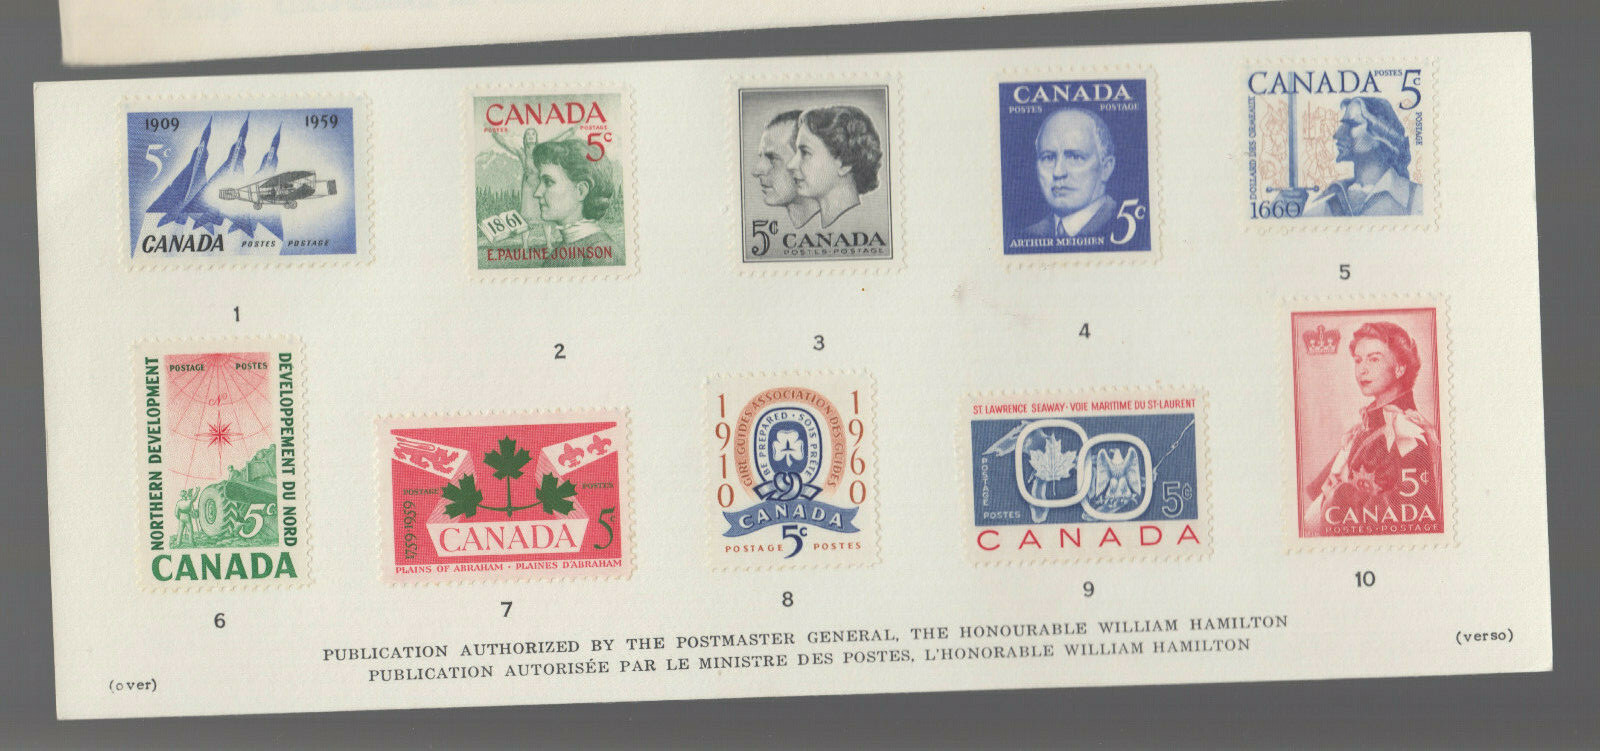 1909 1959
5c
CANADA POSTES POSTAGE
1
CANADA
POSTES POSTAGE
5c
1861
E. PAULINE JOHNSON
2
5c CANADA
POSTES-POSTAGE
3
CANADA
POSTES POSTAGE
ARTHUR MEIGHEN 5c
4
CANADA POSTES 5c
POSTAGE
DOLLARD DES ORMEAUX
1660
5
NORTHERN DEVELOPMENT
POSTAGE POSTES
DÉVELOPPEMENT DU NORD
N
5c
CANADA
6
POSTAGE POSTES
1759-1959
CANADA 5c
PLAINS OF ABRAHAM - PLAINES D'ABRAHAM
7
1910
GIRL GUIDES ASSOCIATION DES GUIDES
BE PREPARED · SOIS PRÊTE
1960
CANADA
POSTAGE 5c POSTES
8
ST LAWRENCE SEAWAY · VOIE MARITIME DU ST-LAURENT
POSTAGE
POSTES 5c
CANADA
9
5c
CANADA
POSTES-POSTAGE
10
PUBLICATION AUTHORIZED BY THE POSTMASTER GENERAL, THE HONOURABLE WILLIAM HAMILTON
PUBLICATION AUTORISÉE PAR LE MINISTRE DES POSTES, L'HONORABLE WILLIAM HAMILTON
(over)
(verso)